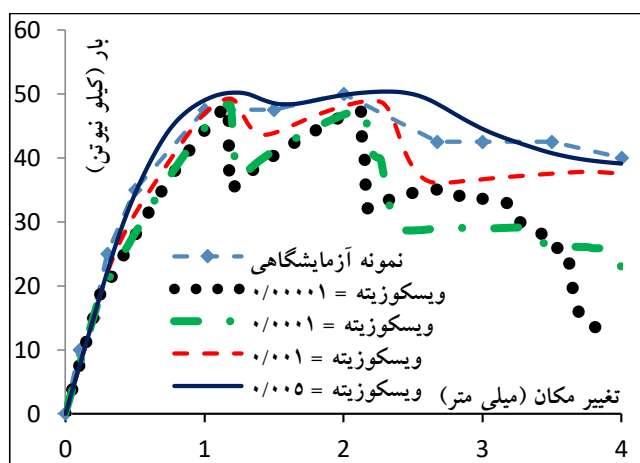 60
50
40
30
20
10
0
بار (کیلو نیوتن)
نمونه آزمایشگاهی
ویسکوزیته = ۰/۰۰۰۰۱
ویسکوزیته = ۰/۰۰۰۱
ویسکوزیته = ۰/۰۰۱
ویسکوزیته = ۰/۰۰۵
تغییر مکان (میلی متر)
0 1 2 3 4